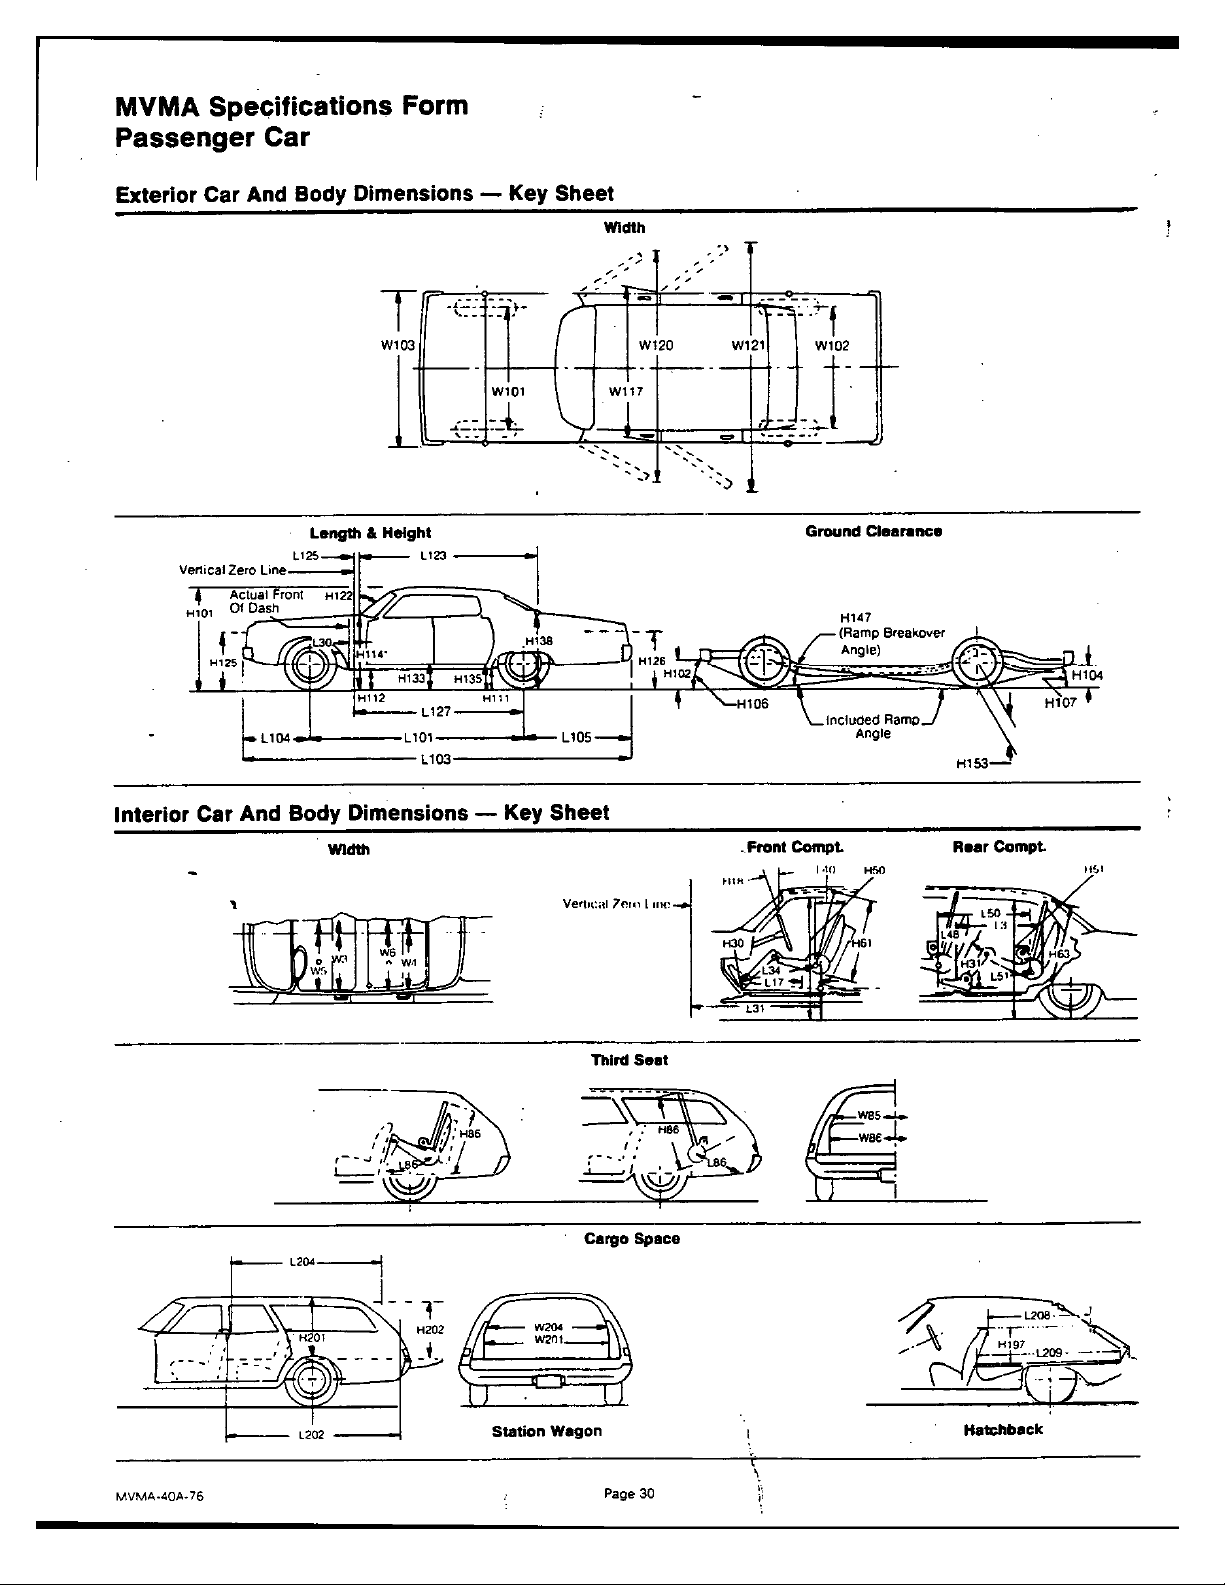 MVMA Specifications Form
Passenger Car
Exterior Car And Body Dimensions — Key Sheet
Width
W103
W101
W117
W120
W121
W102
Length & Height
L125
L123
Vertical Zero Line
Actual Front
Of Dash
H122
H101
L30
H114
H138
H125
H126
H133
H135
H112
H111
L127
L104
L101
L105
L103
Ground Clearance
H147
(Ramp Breakover
Angle)
H102
H104
H106
H107
Included Ramp
Angle
H153
Interior Car And Body Dimensions — Key Sheet
Width
W5
W3
W6
W4
Front Compt.
Vertical Zero Line
H18
L40
H50
H30
H61
L34
L17
L31
Rear Compt.
H51
L50
L3
L48
H31
L51
H63
Third Seat
H86
L86
H86
L86
W85
W86
Cargo Space
L204
H201
H202
L202
W204
W201
Station Wagon
L208
H197
L209
Hatchback
MVMA-40A-76
Page 30